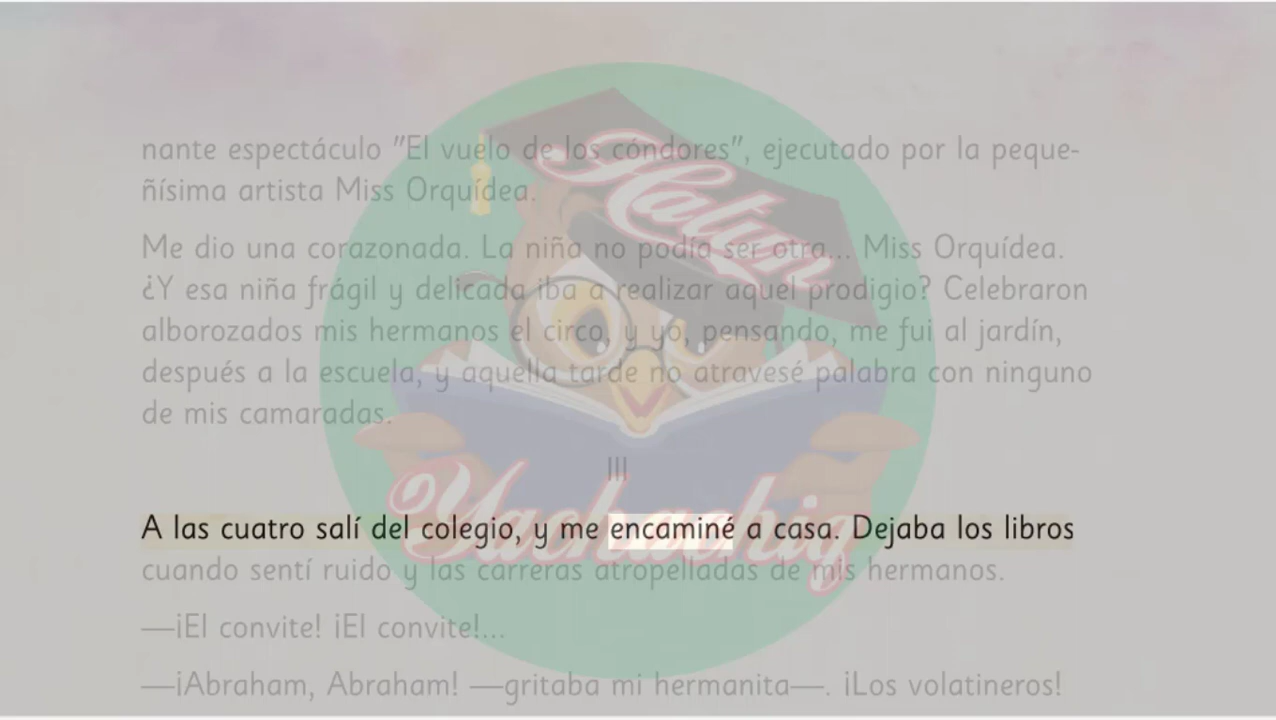 nante espectáculo "El vuelo de los cóndores", ejecutado por la peque-
ñísima artista Miss Orquídea.
Hatun
Me dio una corazonada. La niña no podía ser otra... Miss Orquídea.
¿Y esa niña frágil y delicada iba a realizar aquel prodigio? Celebraron
alborozados mis hermanos el circo, y yo, pensando, me fui al jardín,
después a la escuela, y aquella tarde no atravesé palabra con ninguno
de mis camaradas.
III
Yachachiq
A las cuatro salí del colegio, y me encaminé a casa. Dejaba los libros
cuando sentí ruido y las carreras atropelladas de mis hermanos.
—¡El convite! ¡El convite!...
—¡Abraham, Abraham! —gritaba mi hermanita—. ¡Los volatineros!